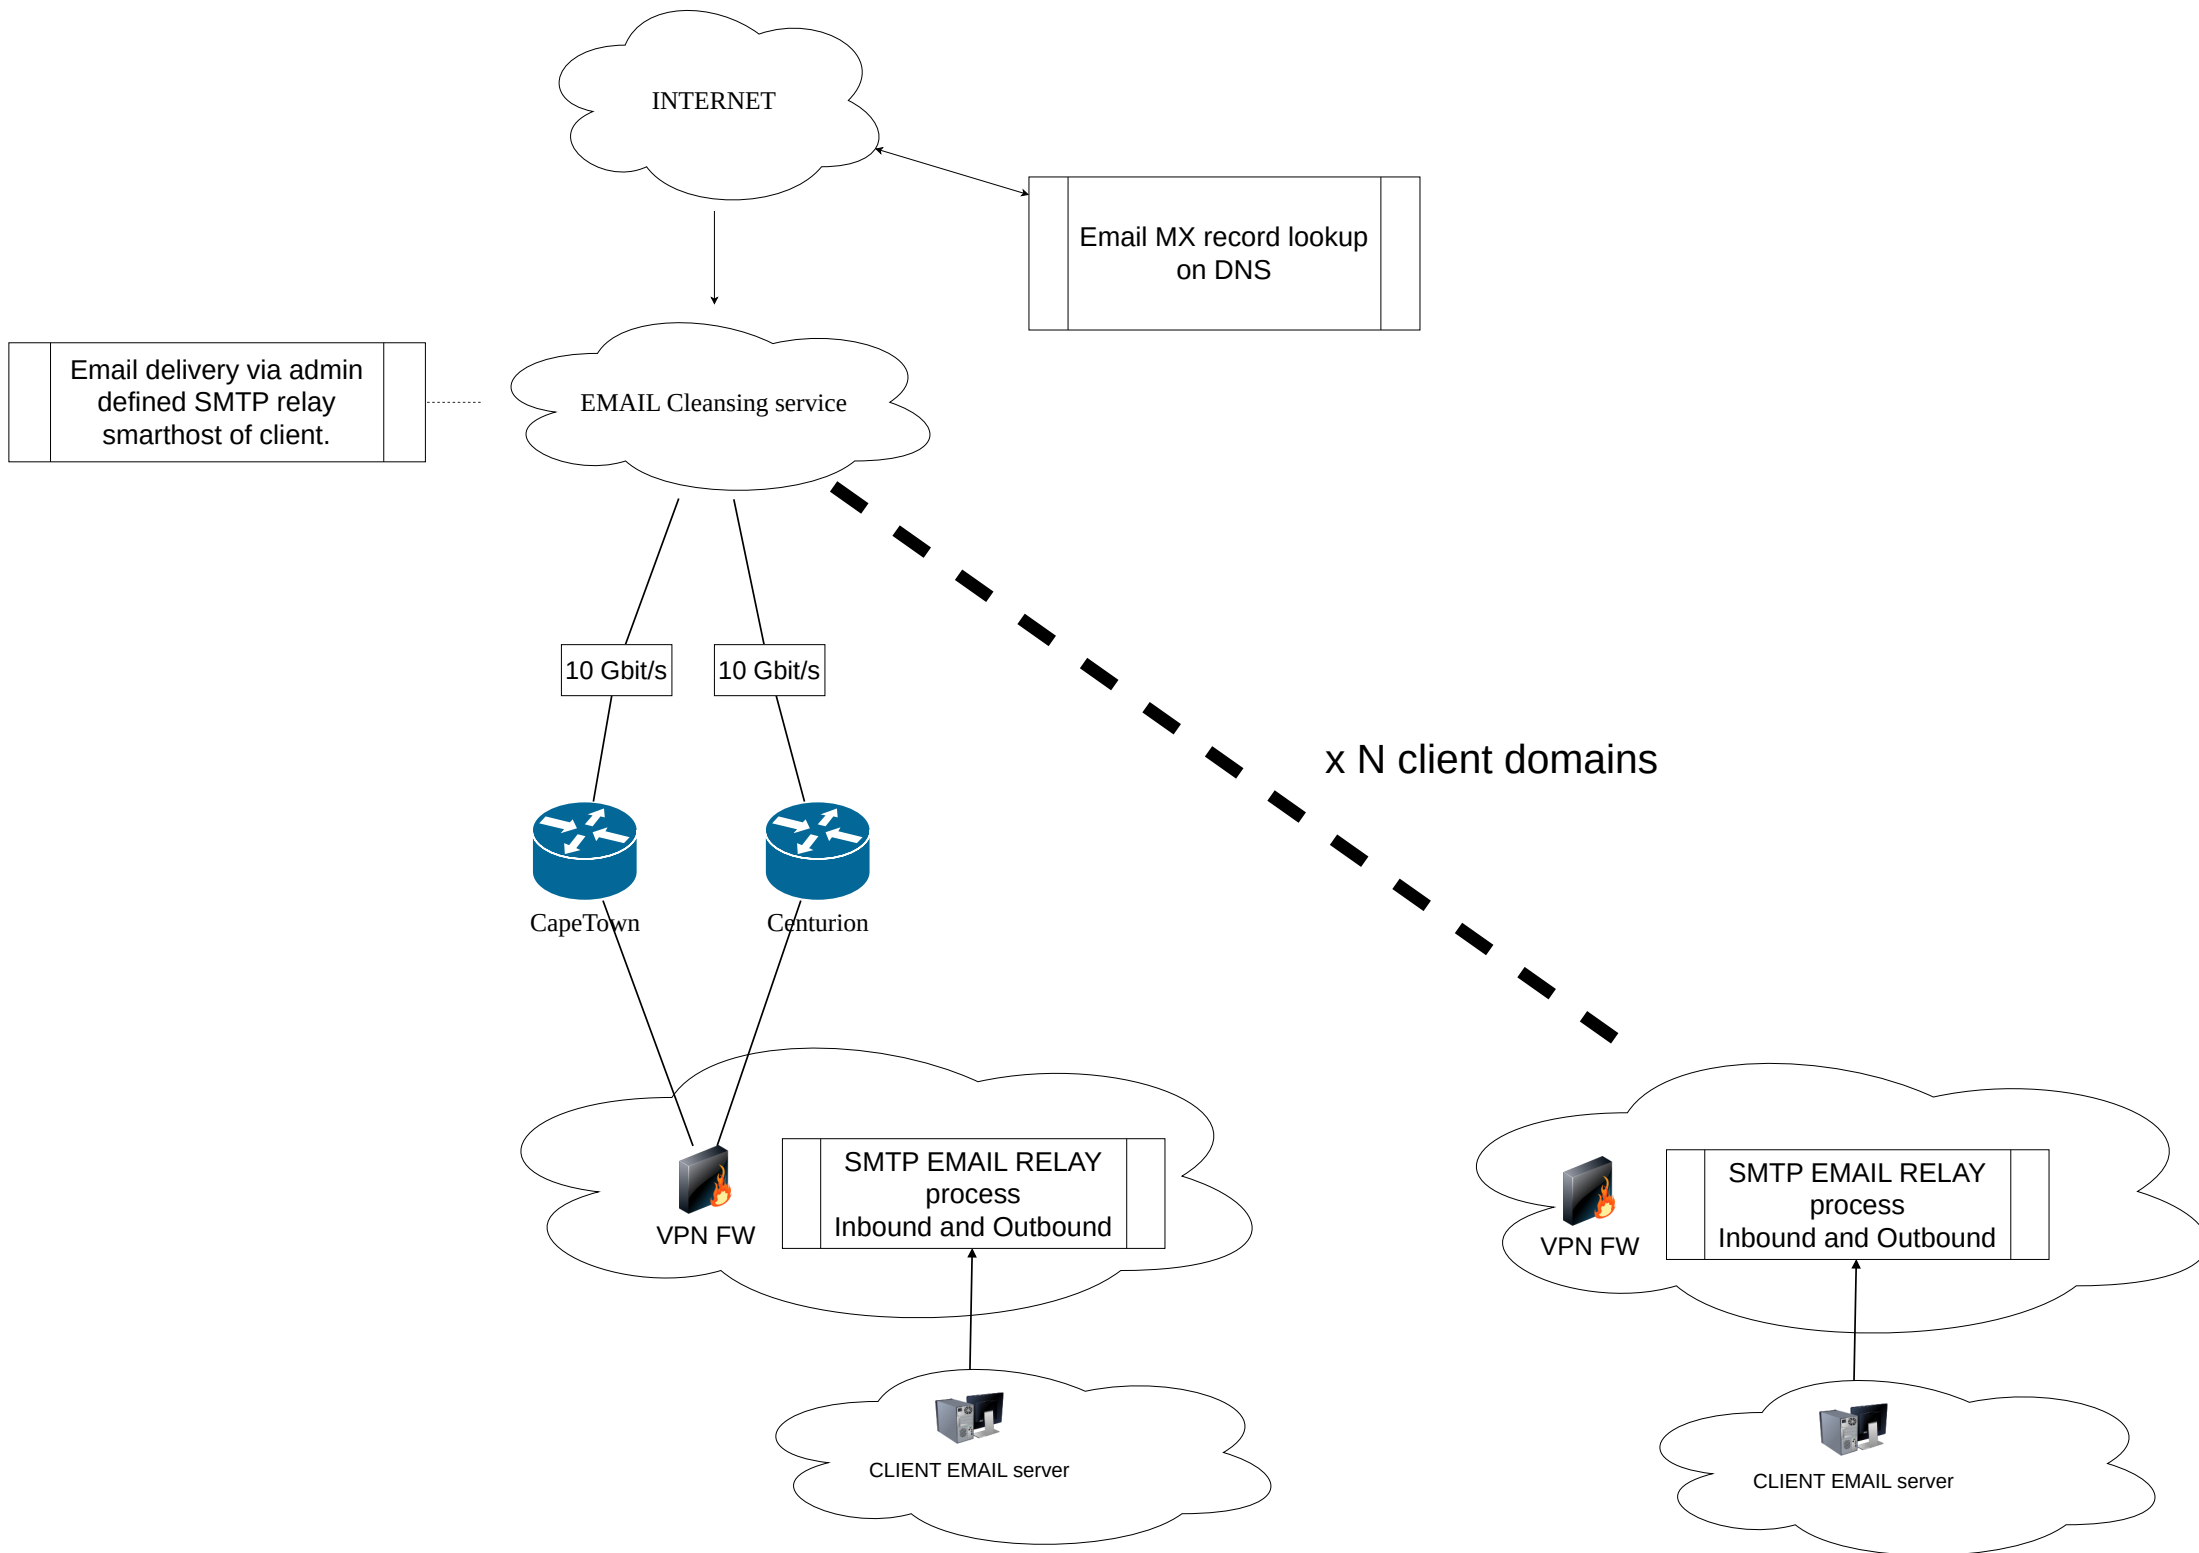 INTERNET
Email MX record lookup
on DNS
Email delivery via admin
defined SMTP relay
smarthost of client.
EMAIL Cleansing service
10 Gbit/s
10 Gbit/s
x N client domains
CapeTown
Centurion
SMTP EMAIL RELAY
process
Inbound and Outbound
VPN FW
SMTP EMAIL RELAY
process
Inbound and Outbound
VPN FW
CLIENT EMAIL server
CLIENT EMAIL server